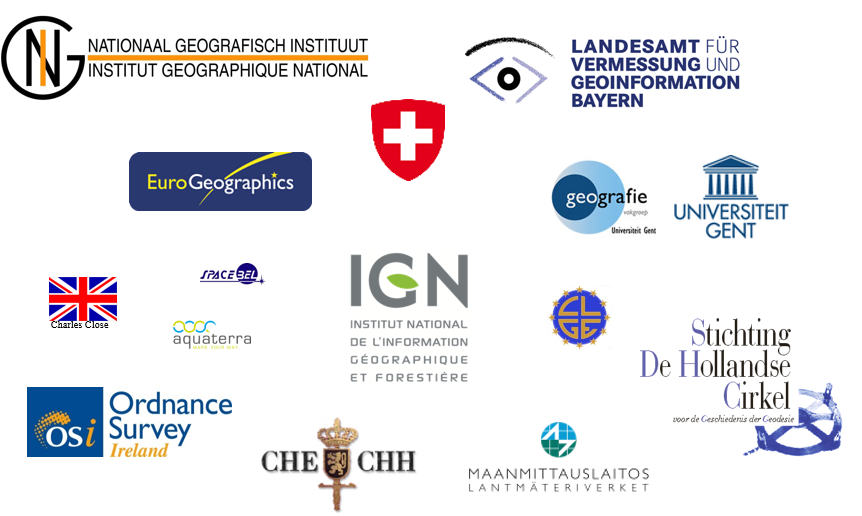 NGI
NATIONAAL GEOGRAFISCH INSTITUUT
INSTITUT GEOGRAPHIQUE NATIONAL
LANDESAMT FÜR
VERMESSUNG UND
GEOINFORMATION
BAYERN
EuroGeographics
geografie
vakgroep
Universiteit Gent
UNIVERSITEIT
GENT
SPACEBEL
Charles Close
aquaterra
IGN
INSTITUT NATIONAL
DE L'INFORMATION
GÉOGRAPHIQUE
ET FORESTIÈRE
CLGE
Stichting
De Hollandse
Cirkel
voor de Geschiedenis der Geodesie
osi
Ordnance
Survey
Ireland
CHE CHH
MAANMITTAUSLAITOS
LANTMÄTERIVERKET